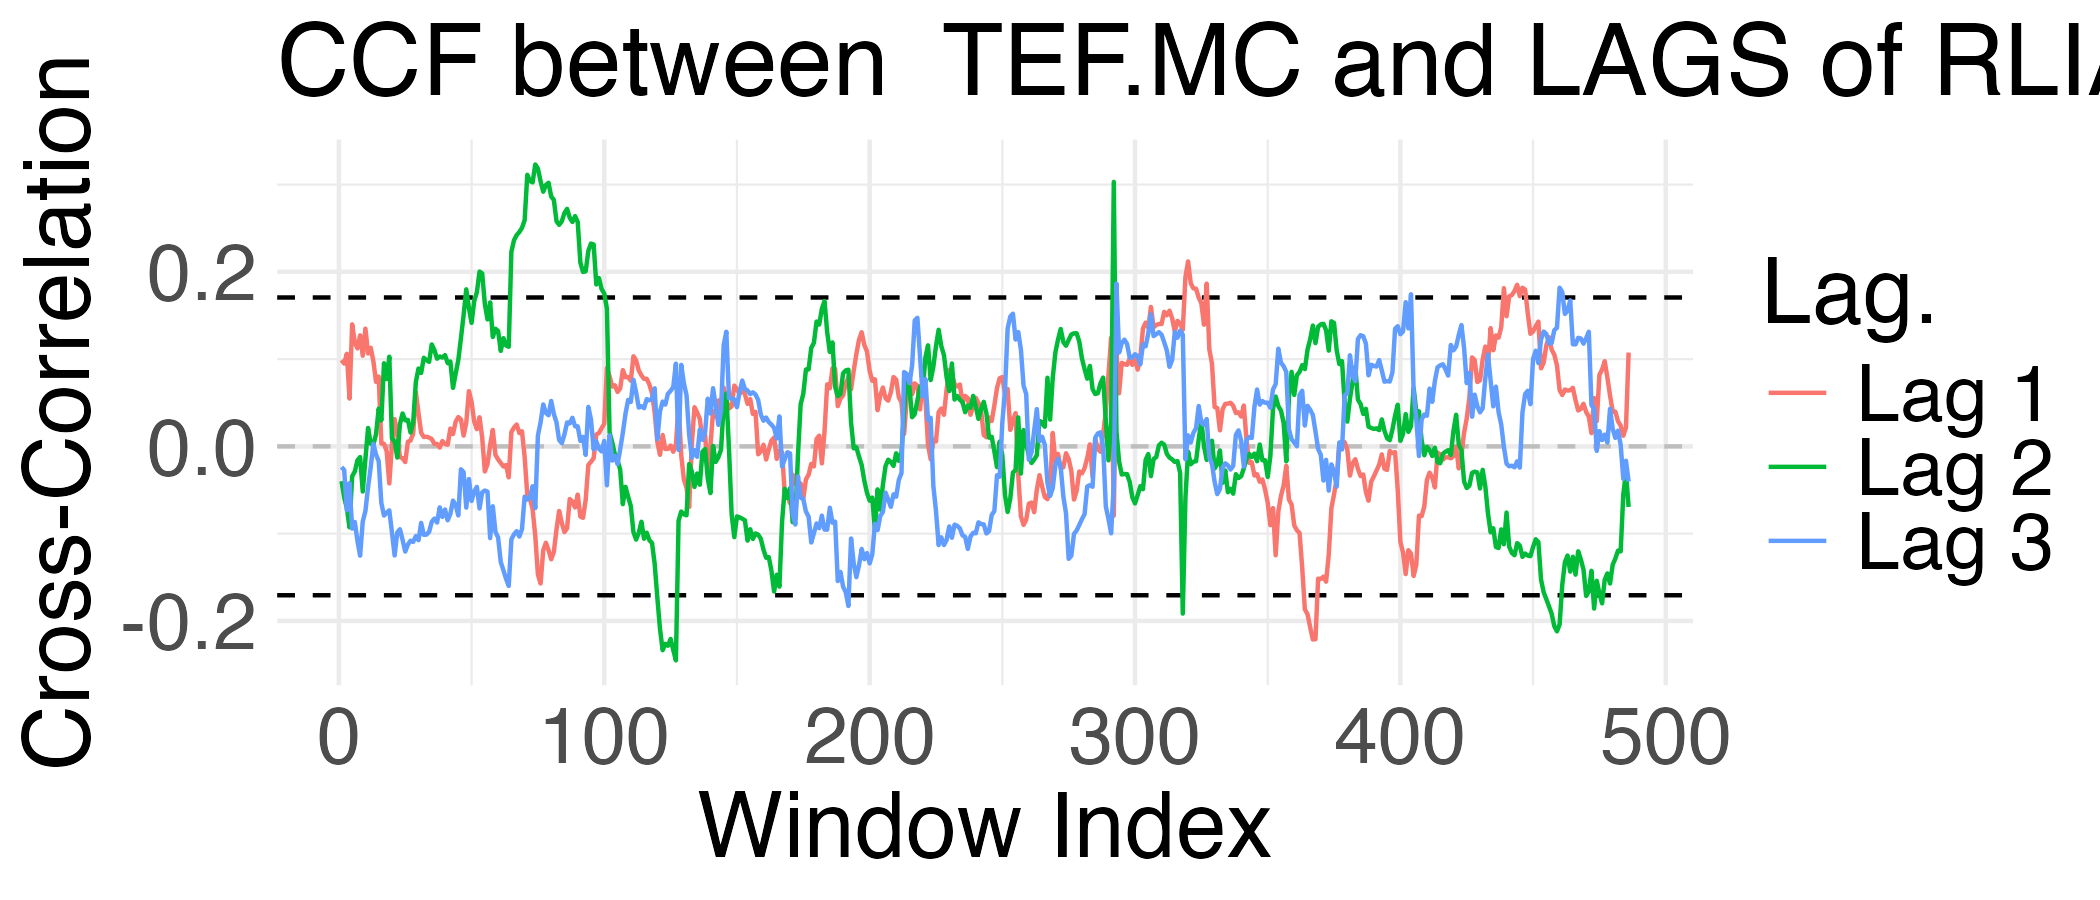 CCF between  TEF.MC and LAGS of RLIA
Cross-Correlation
0.2
0.0
-0.2
0
100
200
300
400
500
Window Index
Lag.
Lag 1
Lag 2
Lag 3